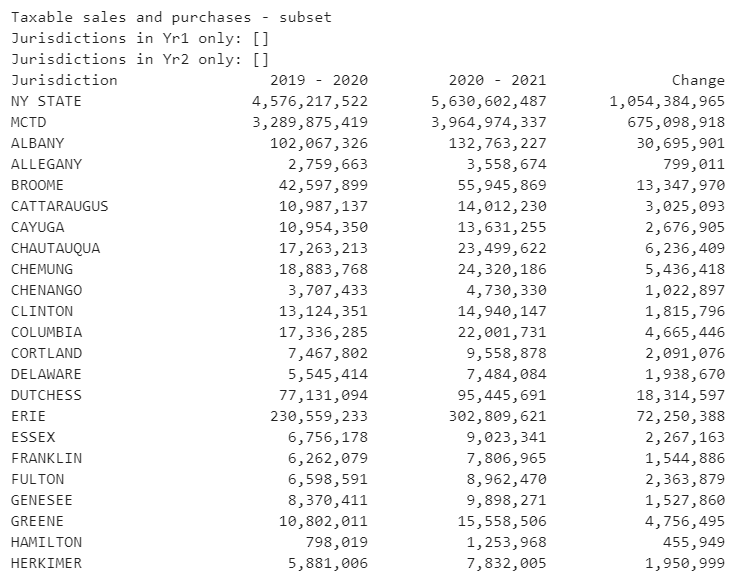 Taxable sales and purchases - subset
Jurisdictions in Yr1 only: []
Jurisdictions in Yr2 only: []
Jurisdiction 2019 - 2020 2020 - 2021 Change
NY STATE 4,576,217,522 5,630,602,487 1,054,384,965
MCTD 3,289,875,419 3,964,974,337 675,098,918
ALBANY 102,067,326 132,763,227 30,695,901
ALLEGANY 2,759,663 3,558,674 799,011
BROOME 42,597,899 55,945,869 13,347,970
CATTARAUGUS 10,987,137 14,012,230 3,025,093
CAYUGA 10,954,350 13,631,255 2,676,905
CHAUTAUQUA 17,263,213 23,499,622 6,236,409
CHEMUNG 18,883,768 24,320,186 5,436,418
CHENANGO 3,707,433 4,730,330 1,022,897
CLINTON 13,124,351 14,940,147 1,815,796
COLUMBIA 17,336,285 22,001,731 4,665,446
CORTLAND 7,467,802 9,558,878 2,091,076
DELAWARE 5,545,414 7,484,084 1,938,670
DUTCHESS 77,131,094 95,445,691 18,314,597
ERIE 230,559,233 302,809,621 72,250,388
ESSEX 6,756,178 9,023,341 2,267,163
FRANKLIN 6,262,079 7,806,965 1,544,886
FULTON 6,598,591 8,962,470 2,363,879
GENESEE 8,370,411 9,898,271 1,527,860
GREENE 10,802,011 15,558,506 4,756,495
HAMILTON 798,019 1,253,968 455,949
HERKIMER 5,881,006 7,832,005 1,950,999